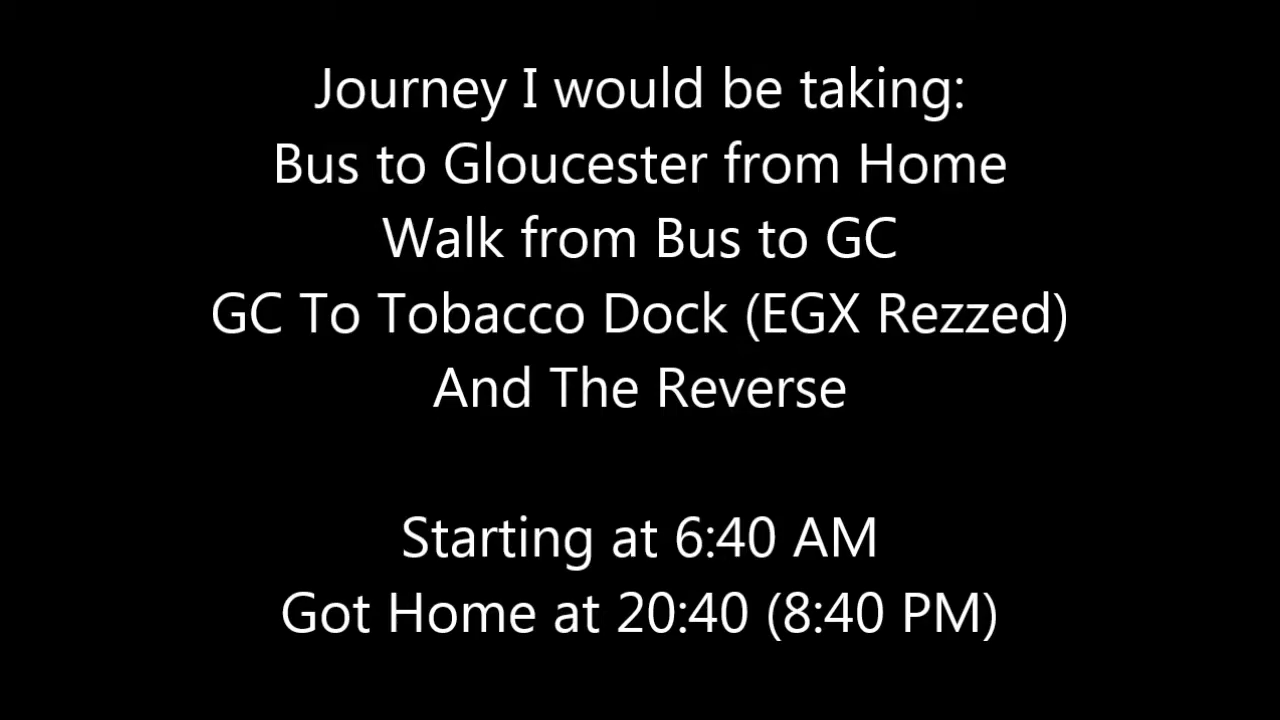 Journey I would be taking:
Bus to Gloucester from Home
Walk from Bus to GC
GC To Tobacco Dock (EGX Rezzed)
And The Reverse
Starting at 6:40 AM
Got Home at 20:40 (8:40 PM)